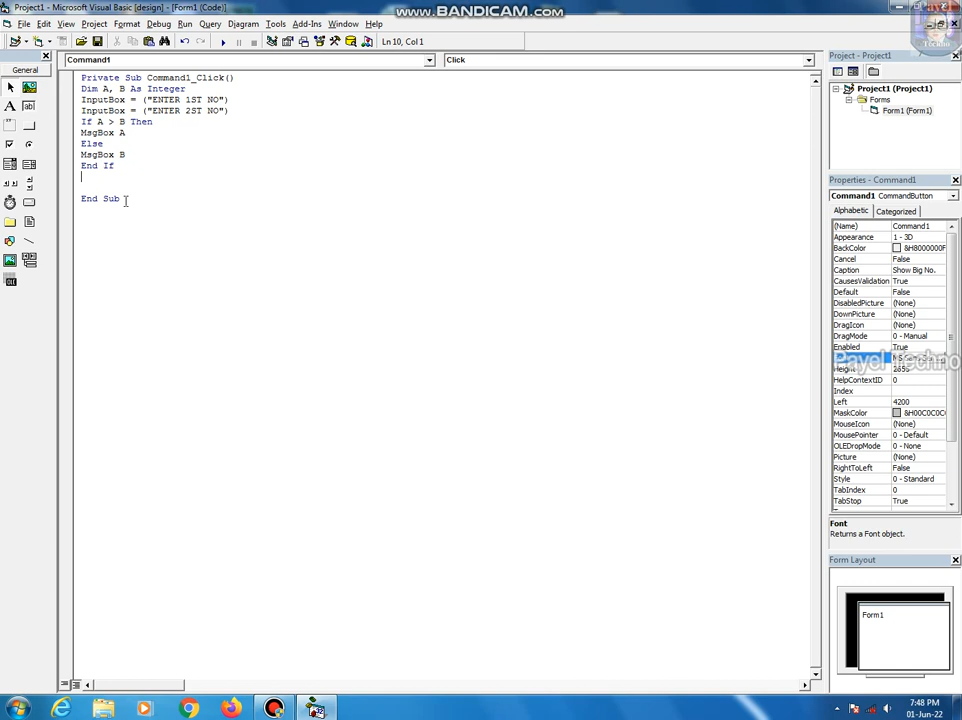 www.BANDICAM.com
Project1 - Microsoft Visual Basic [design] - [Form1 (Code)]
File Edit View Project Format Debug Run Query Diagram Tools Add-Ins Window Help
Ln 10, Col 1
General
Command1
Click
Private Sub Command1_Click()
Dim A, B As Integer
InputBox = ("ENTER 1ST NO")
InputBox = ("ENTER 2ST NO")
If A > B Then
MsgBox A
Else
MsgBox B
End If
End Sub
Project - Project1
Project1 (Project1)
Forms
Form1 (Form1)
Properties - Command1
Command1 CommandButton
Alphabetic Categorized
(Name) Command1
Appearance 1 - 3D
BackColor &H8000000F
Cancel False
Caption Show Big No.
CausesValidation True
Default False
DisabledPicture (None)
DownPicture (None)
DragIcon (None)
DragMode 0 - Manual
Enabled True
Payel Techno
Height
HelpContextID 0
Index
Left 4200
MaskColor &H00C0C0C
MouseIcon (None)
MousePointer 0 - Default
OLEDropMode 0 - None
Picture (None)
RightToLeft False
Style 0 - Standard
TabIndex 0
TabStop True
Font
Returns a Font object.
Form Layout
Form1
7:48 PM
01-Jun-22